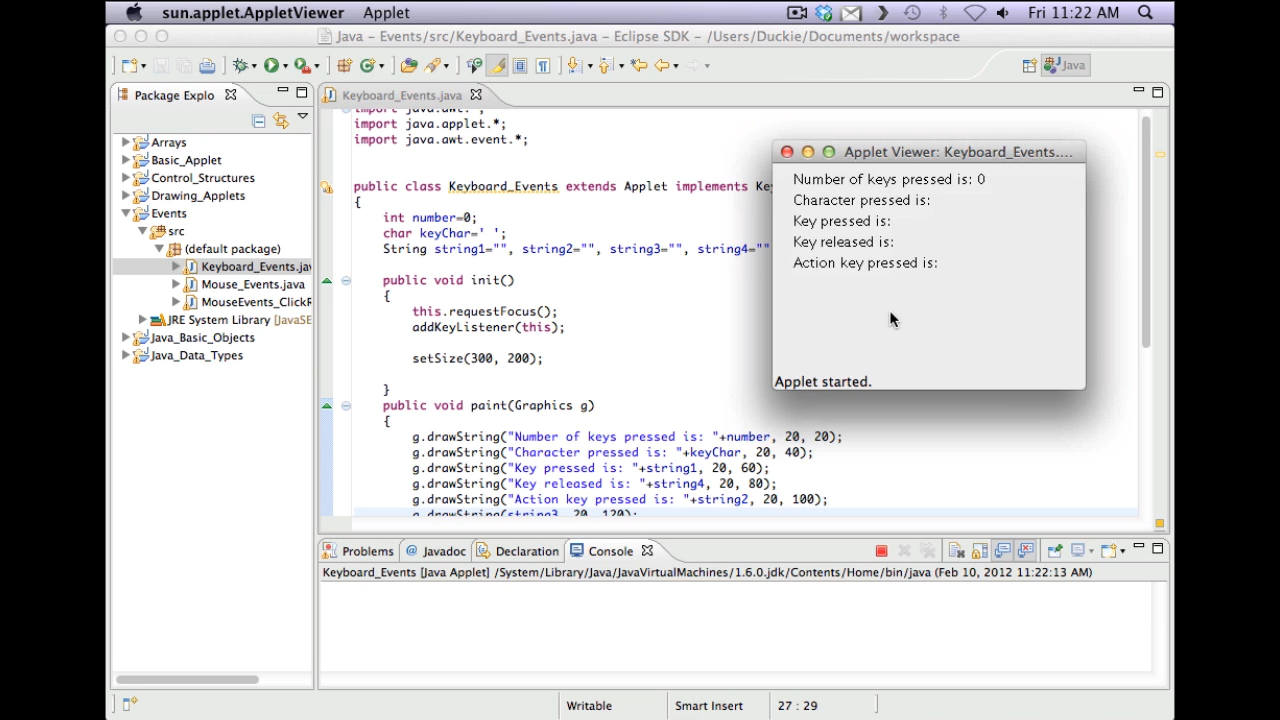 sun.applet.AppletViewer Applet Fri 11:22 AM
Java – Events/src/Keyboard_Events.java – Eclipse SDK – /Users/Duckie/Documents/workspace
Java
Package Explo
Keyboard_Events.java
Arrays
Basic_Applet
Control_Structures
Drawing_Applets
Events
src
(default package)
Keyboard_Events.jav
Mouse_Events.java
MouseEvents_ClickR
JRE System Library [JavaSE
Java_Basic_Objects
Java_Data_Types
import java.awt.*;
import java.applet.*;
import java.awt.event.*;
public class Keyboard_Events extends Applet implements Ke
{
int number=0;
char keyChar=' ';
String string1="", string2="", string3="", string4=""
public void init()
{
this.requestFocus();
addKeyListener(this);
setSize(300, 200);
}
public void paint(Graphics g)
{
g.drawString("Number of keys pressed is: "+number, 20, 20);
g.drawString("Character pressed is: "+keyChar, 20, 40);
g.drawString("Key pressed is: "+string1, 20, 60);
g.drawString("Key released is: "+string4, 20, 80);
g.drawString("Action key pressed is: "+string2, 20, 100);
g.drawString(string3, 20, 120);
Applet Viewer: Keyboard_Events....
Number of keys pressed is: 0
Character pressed is:
Key pressed is:
Key released is:
Action key pressed is:
Applet started.
Problems @ Javadoc Declaration Console
Keyboard_Events [Java Applet] /System/Library/Java/JavaVirtualMachines/1.6.0.jdk/Contents/Home/bin/java (Feb 10, 2012 11:22:13 AM)
Writable Smart Insert 27 : 29